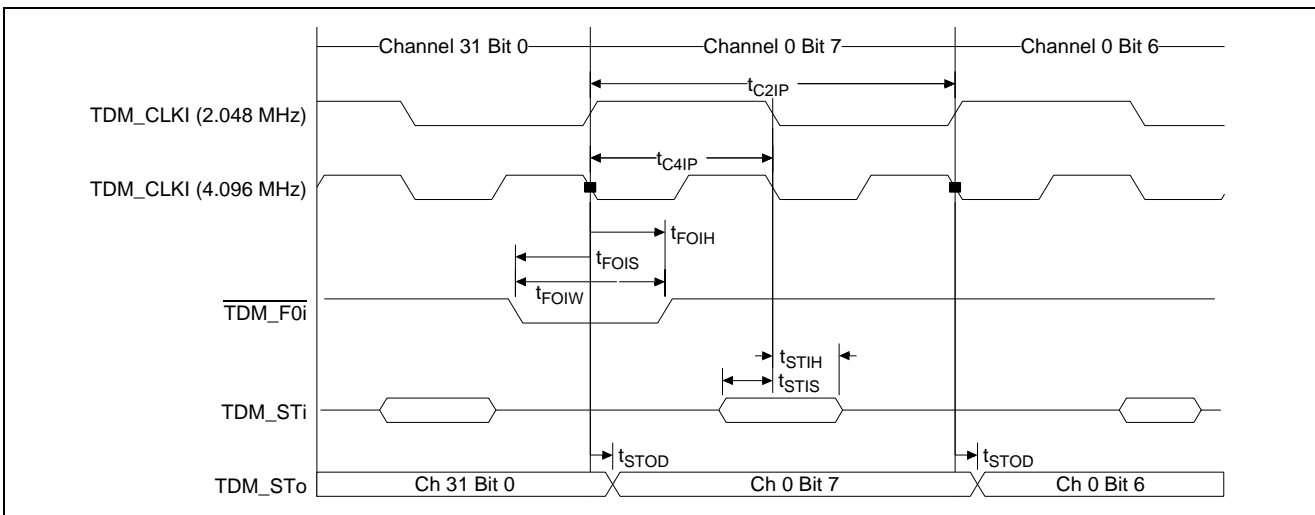 Channel 31 Bit 0 Channel 0 Bit 7 Channel 0 Bit 6
tC2IP
TDM_CLKI (2.048 MHz)
tC4IP
TDM_CLKI (4.096 MHz)
tFOIH
tFOIS
tFOIW
TDM_F0i
tSTIH
tSTIS
TDM_STi
tSTOD tSTOD
TDM_STo Ch 31 Bit 0 Ch 0 Bit 7 Ch 0 Bit 6